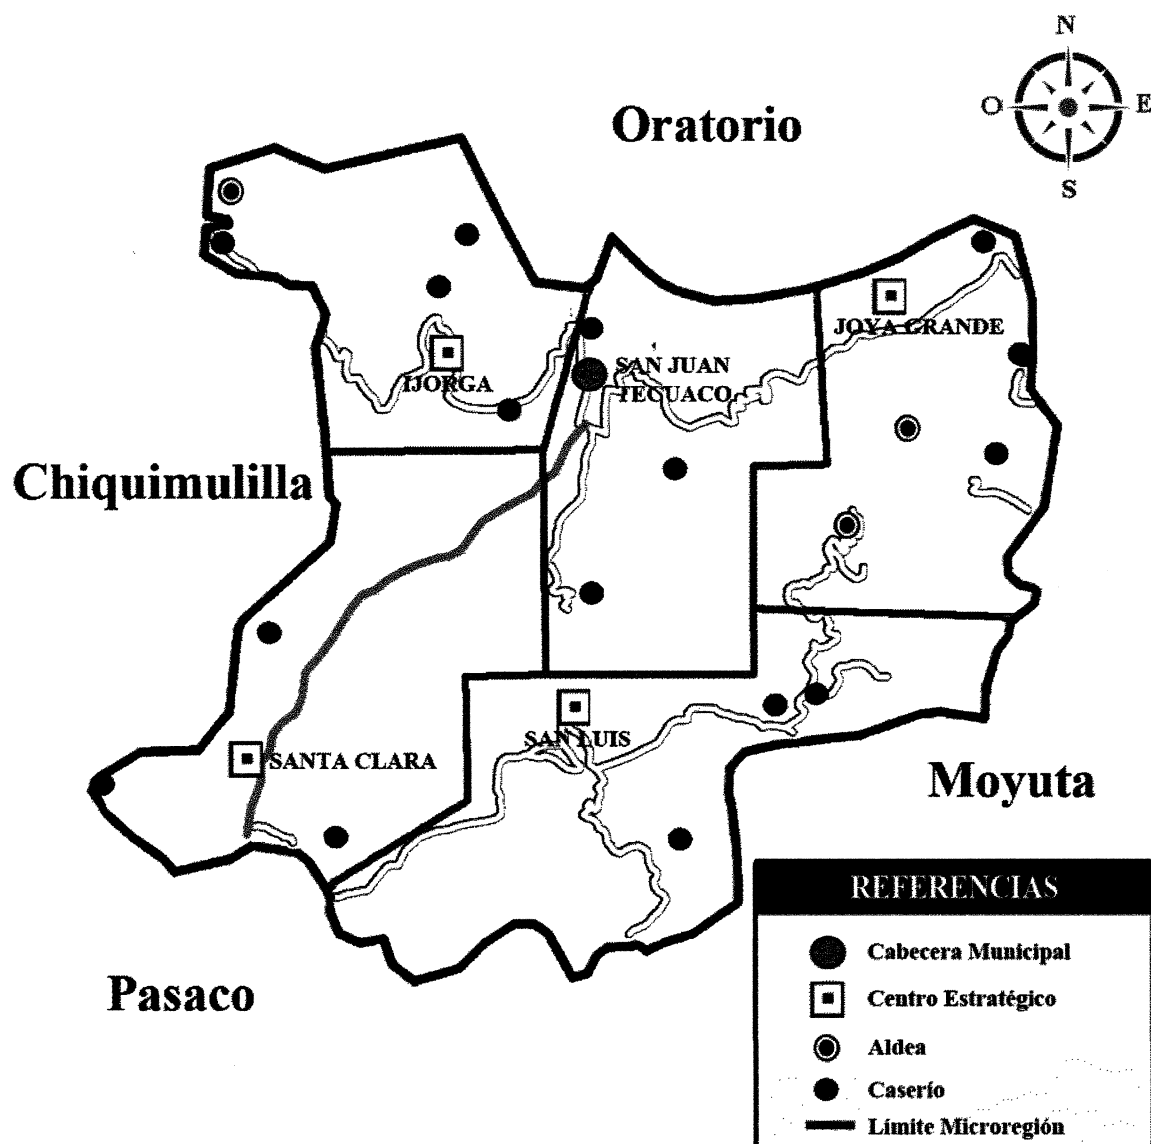 N
Oratorio
O
E
S
JOYA GRANDE
SAN JUAN
TECUACO
IJORGA
Chiquimulilla
SAN LUIS
SANTA CLARA
Moyuta
REFERENCIAS
Cabecera Municipal
Centro Estratégico
Pasaco
Aldea
Caserío
Límite Microregión